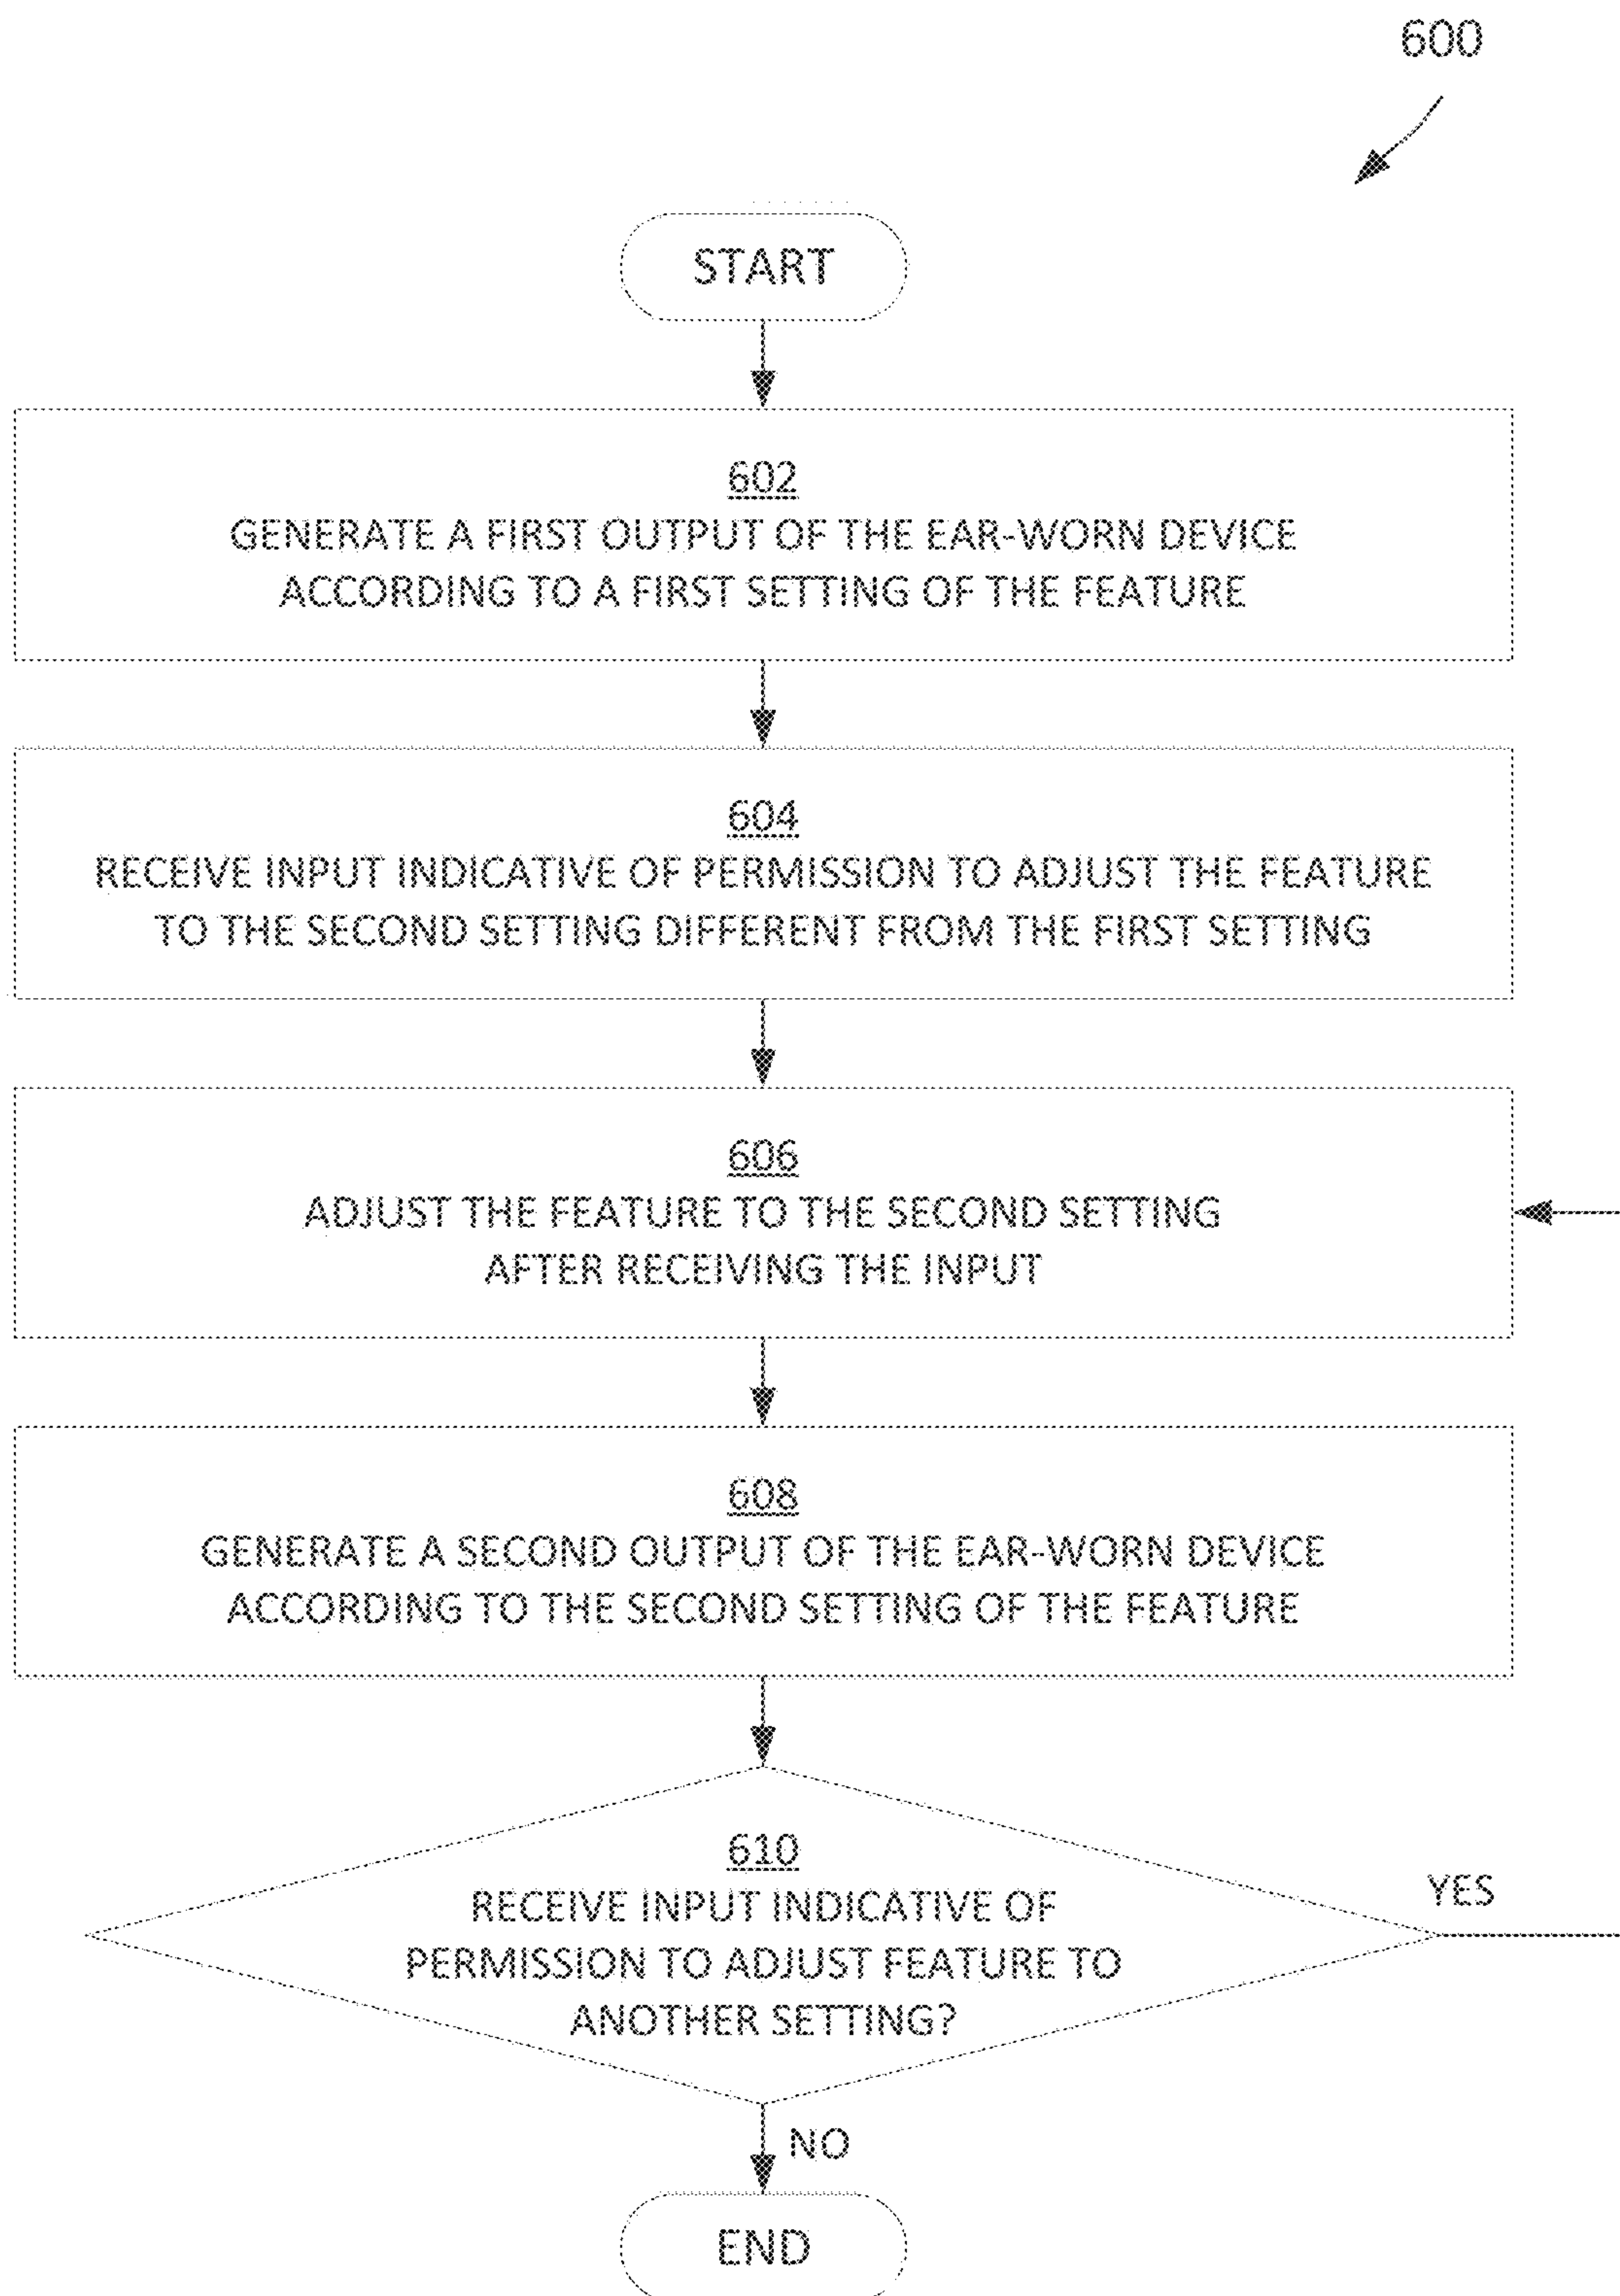 600
START
602
GENERATE A FIRST OUTPUT OF THE EAR-WORN DEVICE
ACCORDING TO A FIRST SETTING OF THE FEATURE
604
RECEIVE INPUT INDICATIVE OF PERMISSION TO ADJUST THE FEATURE
TO THE SECOND SETTING DIFFERENT FROM THE FIRST SETTING
606
ADJUST THE FEATURE TO THE SECOND SETTING
AFTER RECEIVING THE INPUT
608
GENERATE A SECOND OUTPUT OF THE EAR-WORN DEVICE
ACCORDING TO THE SECOND SETTING OF THE FEATURE
610
RECEIVE INPUT INDICATIVE OF
PERMISSION TO ADJUST FEATURE TO
ANOTHER SETTING?
YES
NO
END